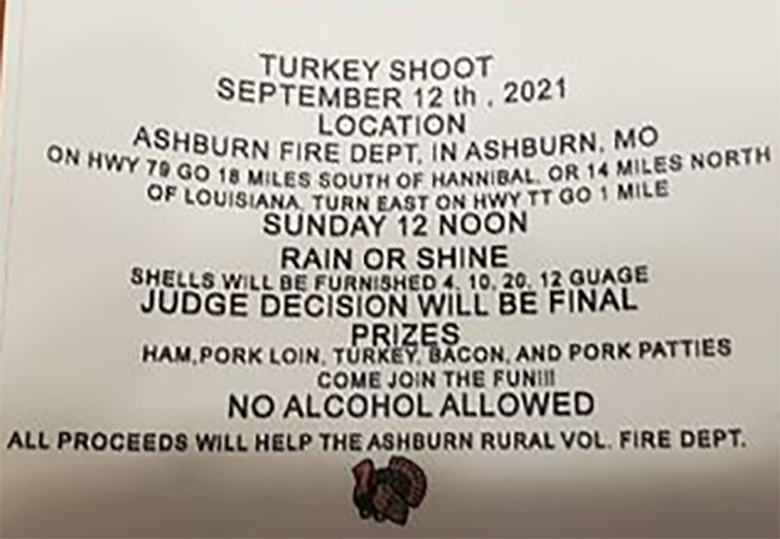 TURKEY SHOOT
SEPTEMBER 12 th , 2021
LOCATION
ASHBURN FIRE DEPT, IN ASHBURN, MO
ON HWY 79 GO 18 MILES SOUTH OF HANNIBAL, OR 14 MILES NORTH
OF LOUISIANA, TURN EAST ON HWY TT GO 1 MILE
SUNDAY 12 NOON
RAIN OR SHINE
SHELLS WILL BE FURNISHED 4, 10, 20, 12 GUAGE
JUDGE DECISION WILL BE FINAL
PRIZES
HAM,PORK LOIN, TURKEY, BACON, AND PORK PATTIES
COME JOIN THE FUN!!!
NO ALCOHOL ALLOWED
ALL PROCEEDS WILL HELP THE ASHBURN RURAL VOL. FIRE DEPT.